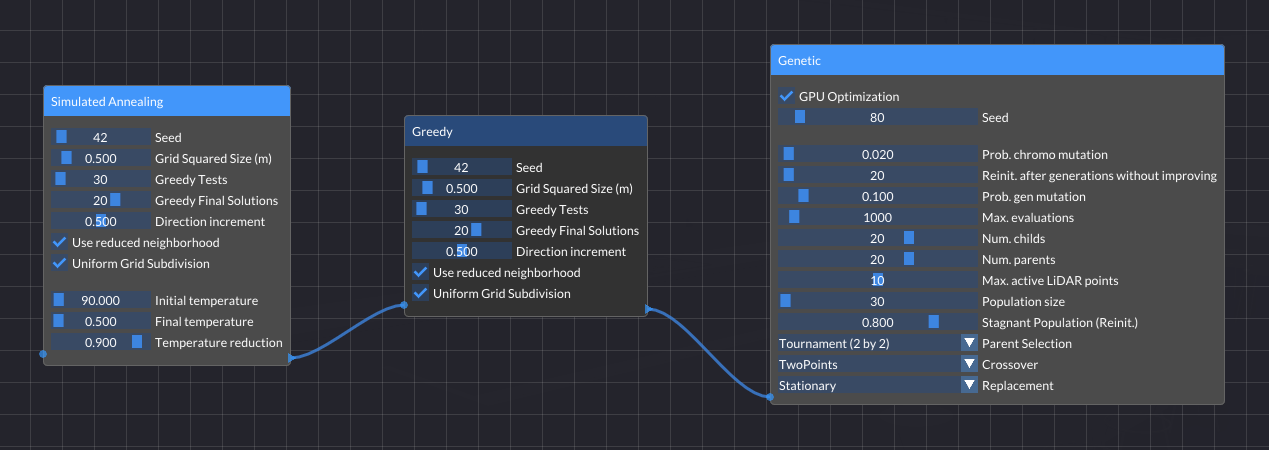 Simulated Annealing
42 Seed
0.500 Grid Squared Size (m)
30 Greedy Tests
20 Greedy Final Solutions
0.500 Direction increment
Use reduced neighborhood
Uniform Grid Subdivision
90.000 Initial temperature
0.500 Final temperature
0.900 Temperature reduction
Greedy
42 Seed
0.500 Grid Squared Size (m)
30 Greedy Tests
20 Greedy Final Solutions
0.500 Direction increment
Use reduced neighborhood
Uniform Grid Subdivision
Genetic
GPU Optimization
80 Seed
0.020 Prob. chromo mutation
20 Reinit. after generations without improving
0.100 Prob. gen mutation
1000 Max. evaluations
20 Num. childs
20 Num. parents
10 Max. active LiDAR points
30 Population size
0.800 Stagnant Population (Reinit.)
Tournament (2 by 2) Parent Selection
TwoPoints Crossover
Stationary Replacement